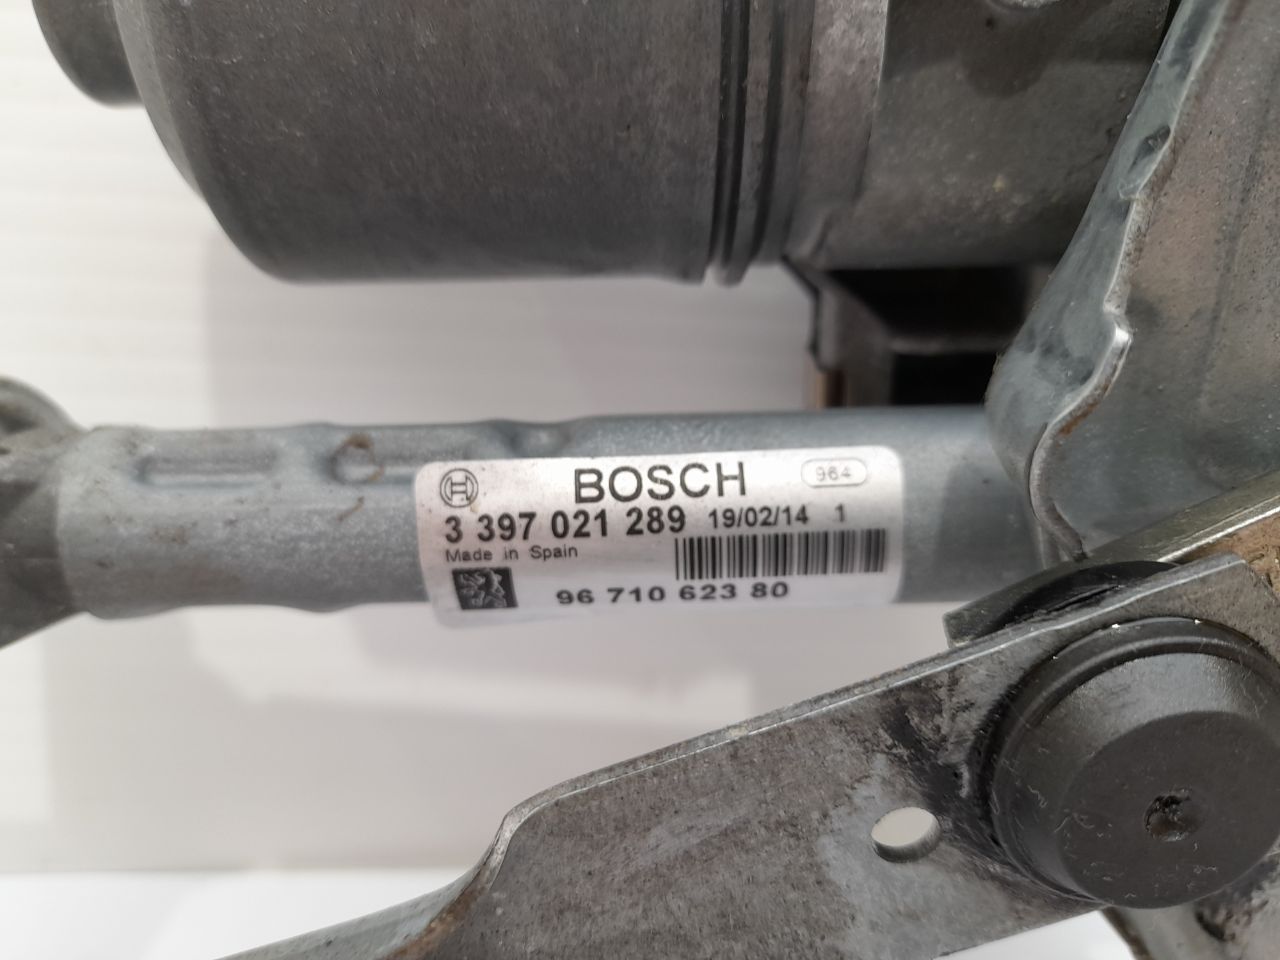 BOSCH 964
3 397 021 289 19/02/14 1
Made in Spain
96 710 623 80